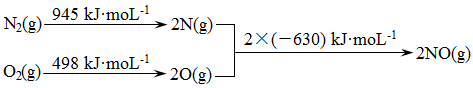 945 kJ·moL⁻¹
N₂(g) 2N(g)
2×(−630) kJ·moL⁻¹
2NO(g)
498 kJ·moL⁻¹
O₂(g) 2O(g)